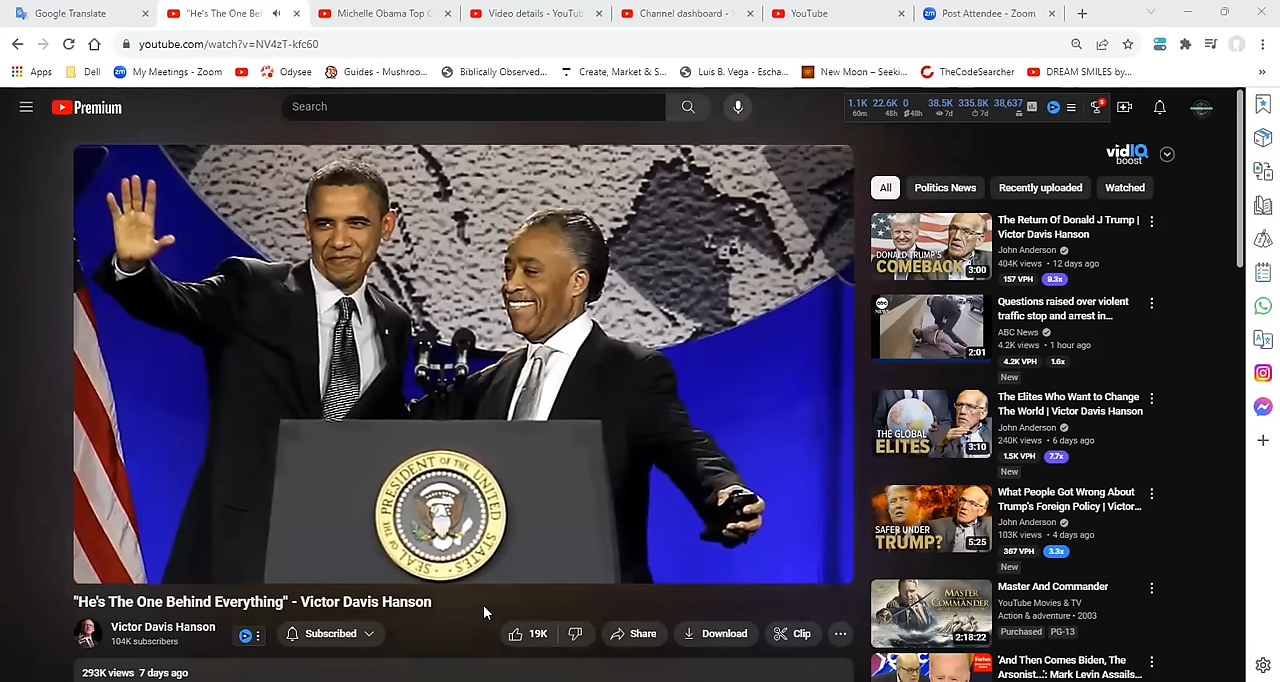 Google Translate
"He's The One Beh
Michelle Obama Top G
Video details - YouTub
Channel dashboard -
YouTube
Post Attendee - Zoom
youtube.com/watch?v=NV4zT-kfc60
Apps
Dell
My Meetings - Zoom
Odysee
Guides - Mushroo...
Biblically Observed...
Create, Market & S...
Luis B. Vega - Escha...
New Moon – Seeki...
TheCodeSearcher
DREAM SMILES by...
Premium
Search
1.1K 22.6K 0 38.5K 335.8K 38,637
60m 48h 48h 7d 7d
vidIQ
boost
All
Politics News
Recently uploaded
Watched
PRESIDENT OF THE UNITED STATES
SEAL OF THE
DONALD TRUMP'S
COMEBACK
3:00
The Return Of Donald J Trump |
Victor Davis Hanson
John Anderson
404K views • 12 days ago
157 VPH 9.3x
abc
NEWS
2:01
Questions raised over violent
traffic stop and arrest in...
ABC News
4.2K views • 1 hour ago
4.2K VPH 1.6x
New
THE GLOBAL
ELITES
3:10
The Elites Who Want to Change
The World | Victor Davis Hanson
John Anderson
240K views • 6 days ago
1.5K VPH 7.7x
New
SAFER UNDER
TRUMP?
5:25
What People Got Wrong About
Trump's Foreign Policy | Victor...
John Anderson
103K views • 4 days ago
367 VPH 3.3x
New
MASTER AND
COMMANDER
2:18:22
Master And Commander
YouTube Movies & TV
Action & adventure • 2003
Purchased PG-13
Forbes
'And Then Comes Biden, The
Arsonist...': Mark Levin Assails...
"He's The One Behind Everything" - Victor Davis Hanson
Victor Davis Hanson
104K subscribers
Subscribed
19K
Share
Download
Clip
293K views 7 days ago